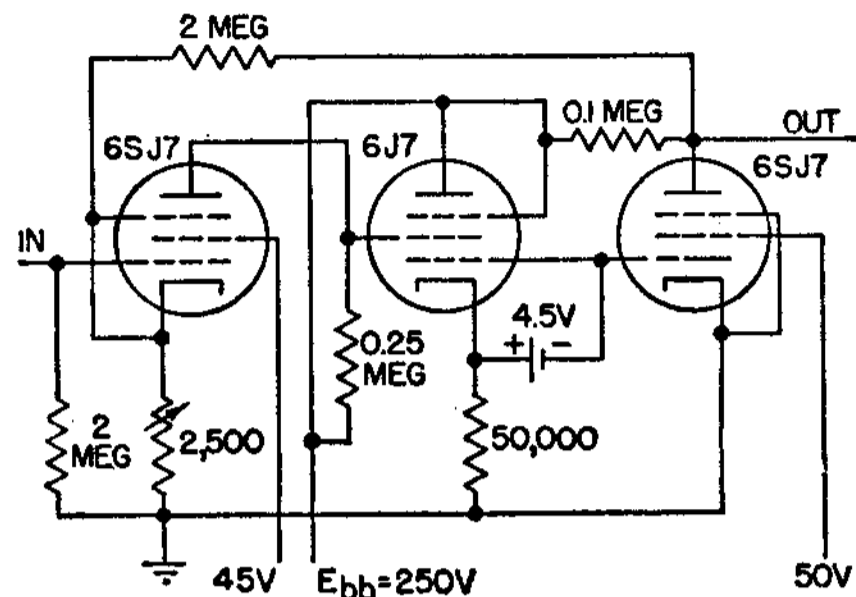 2 MEG
0.1 MEG
OUT
6SJ7
6J7
6SJ7
IN
4.5V
+ -
0.25
MEG
2
MEG
2,500
50,000
45V
Ebb=250V
50V